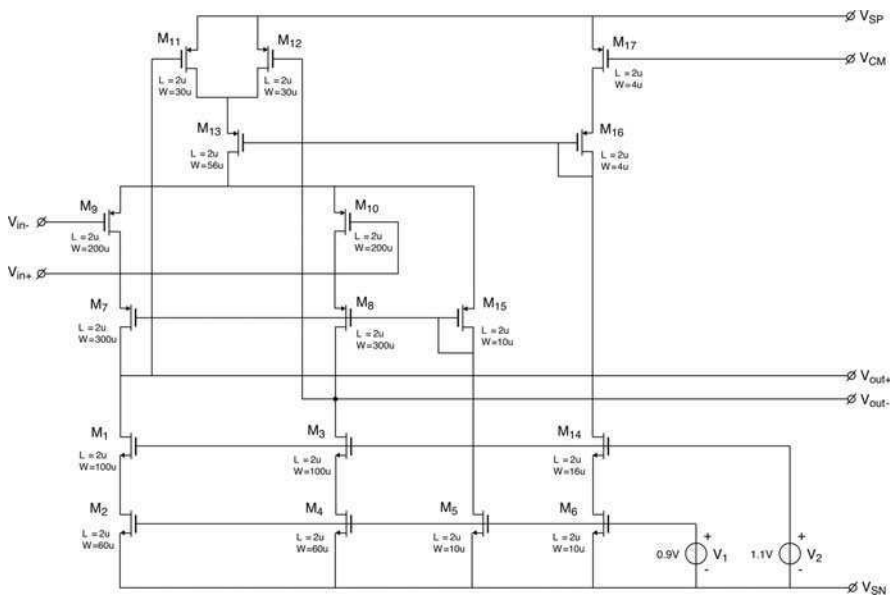 V_SP
M11
L = 2u
W=30u
M12
L = 2u
W=30u
M17
L = 2u
W=4u
V_CM
M13
L = 2u
W=56u
M16
L = 2u
W=4u
V_in-
M9
L = 2u
W=200u
M10
L = 2u
W=200u
V_in+
M7
L = 2u
W=300u
M8
L = 2u
W=300u
M15
L = 2u
W=10u
V_out+
V_out-
M1
L = 2u
W=100u
M3
L = 2u
W=100u
M14
L = 2u
W=16u
M2
L = 2u
W=60u
M4
L = 2u
W=60u
M5
L = 2u
W=10u
M6
L = 2u
W=10u
0.9V
+
-
V1
1.1V
+
-
V2
V_SN